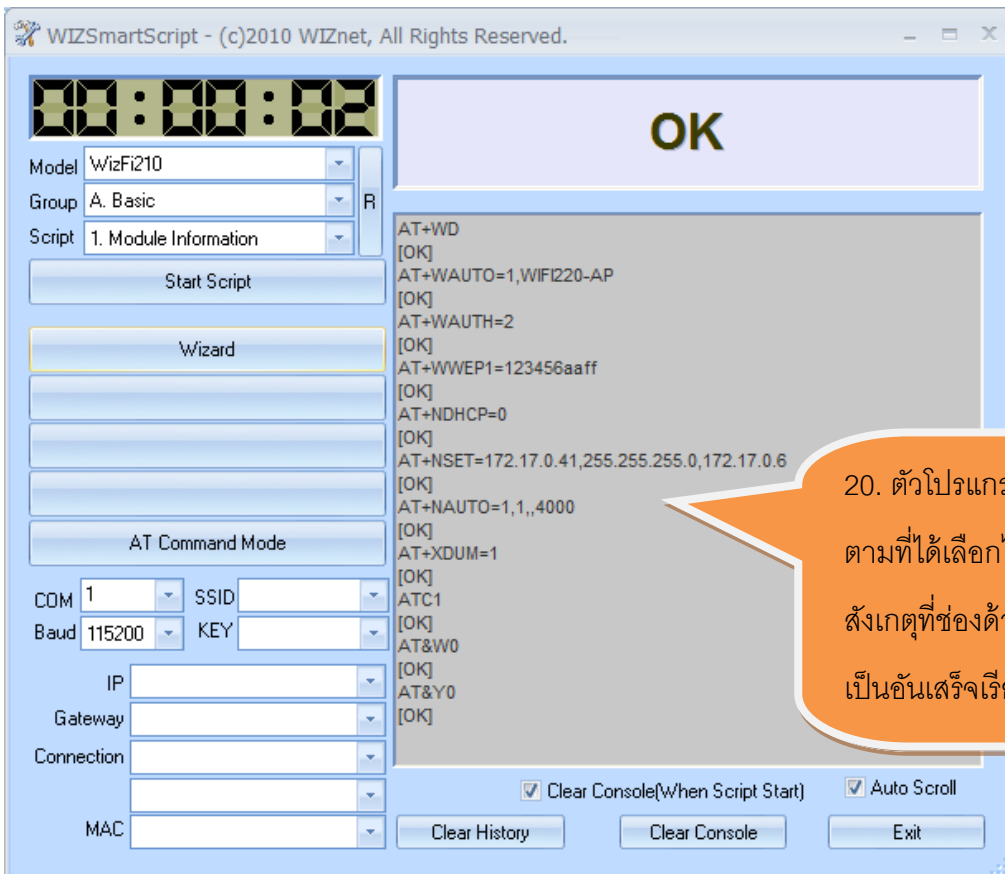 WIZSmartScript - (c)2010 WIZnet, All Rights Reserved.
00:00:02
OK
Model WizFi210
Group A. Basic
R
Script 1. Module Information
Start Script
Wizard
AT Command Mode
COM 1 SSID
Baud 115200 KEY
IP
Gateway
Connection
MAC
AT+WD
[OK]
AT+WAUTO=1,WIFI220-AP
[OK]
AT+WAUTH=2
[OK]
AT+WWEP1=123456aaff
[OK]
AT+NDHCP=0
[OK]
AT+NSET=172.17.0.41,255.255.255.0,172.17.0.6
[OK]
AT+NAUTO=1,1,,4000
[OK]
AT+XDUM=1
[OK]
ATC1
[OK]
AT&W0
[OK]
AT&Y0
[OK]
20. ตัวโปรแกร
ตามที่ได้เลือก
สังเกตุที่ช่องด้า
เป็นอันเสร็จเรี
Clear Console(When Script Start) Auto Scroll
Clear History Clear Console Exit